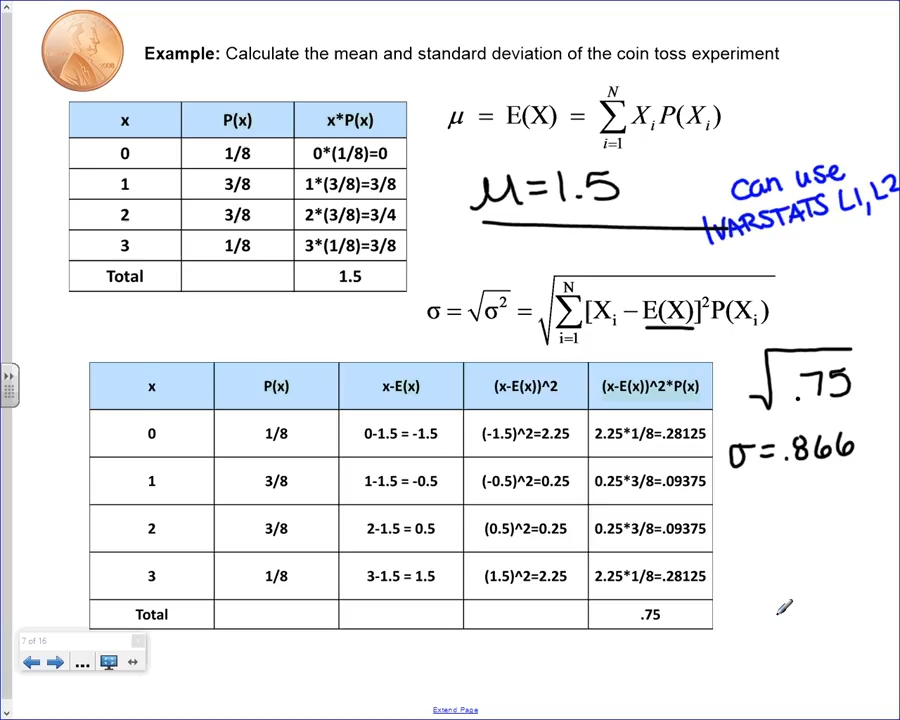 Example: Calculate the mean and standard deviation of the coin toss experiment
x P(x) x*P(x)
0 1/8 0*(1/8)=0
1 3/8 1*(3/8)=3/8
2 3/8 2*(3/8)=3/4
3 1/8 3*(1/8)=3/8
Total 1.5
μ = E(X) = ∑_{i=1}^{N} X_i P(X_i)
μ=1.5
can use
1VARSTATS L1, L2
σ = √σ² = √∑_{i=1}^{N} [X_i − E(X)]²P(X_i)
x P(x) x-E(x) (x-E(x))^2 (x-E(x))^2*P(x)
0 1/8 0-1.5 = -1.5 (-1.5)^2=2.25 2.25*1/8=.28125
1 3/8 1-1.5 = -0.5 (-0.5)^2=0.25 0.25*3/8=.09375
2 3/8 2-1.5 = 0.5 (0.5)^2=0.25 0.25*3/8=.09375
3 1/8 3-1.5 = 1.5 (1.5)^2=2.25 2.25*1/8=.28125
Total .75
√.75
σ=.866
7 of 16
Extend Page